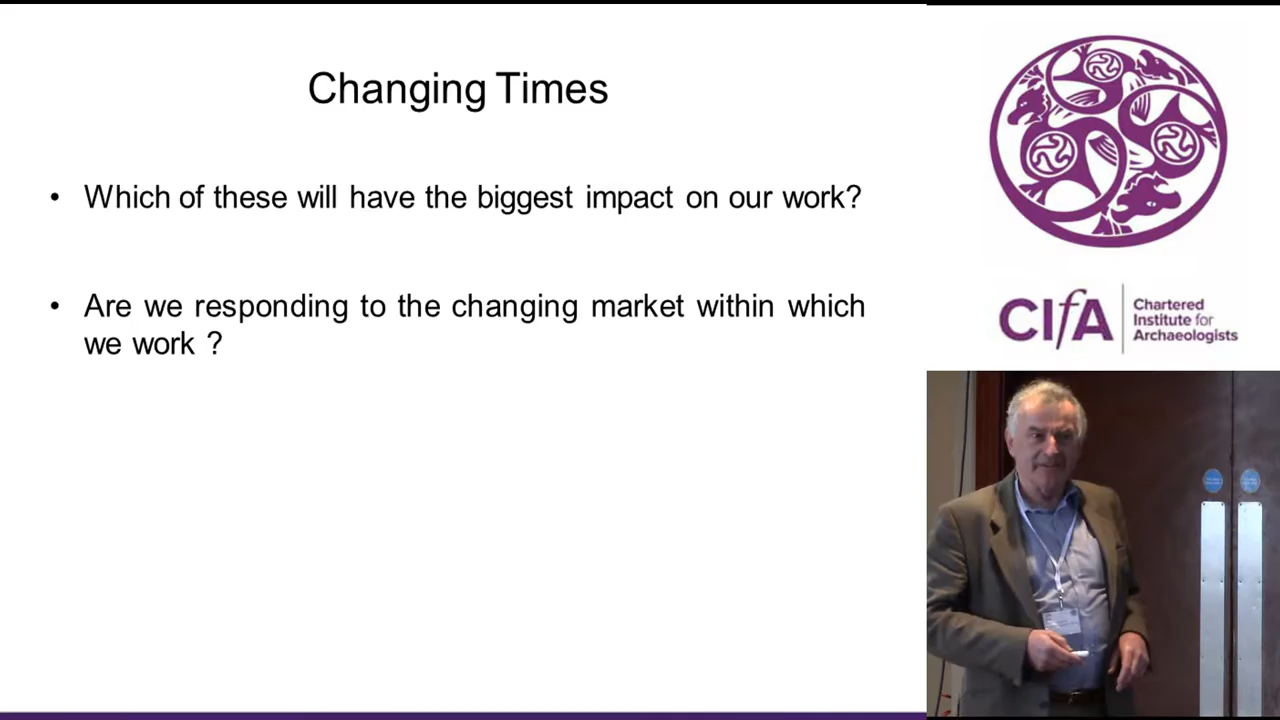 Changing Times
• Which of these will have the biggest impact on our work?
• Are we responding to the changing market within which
we work ?
CIfA
Chartered
Institute for
Archaeologists